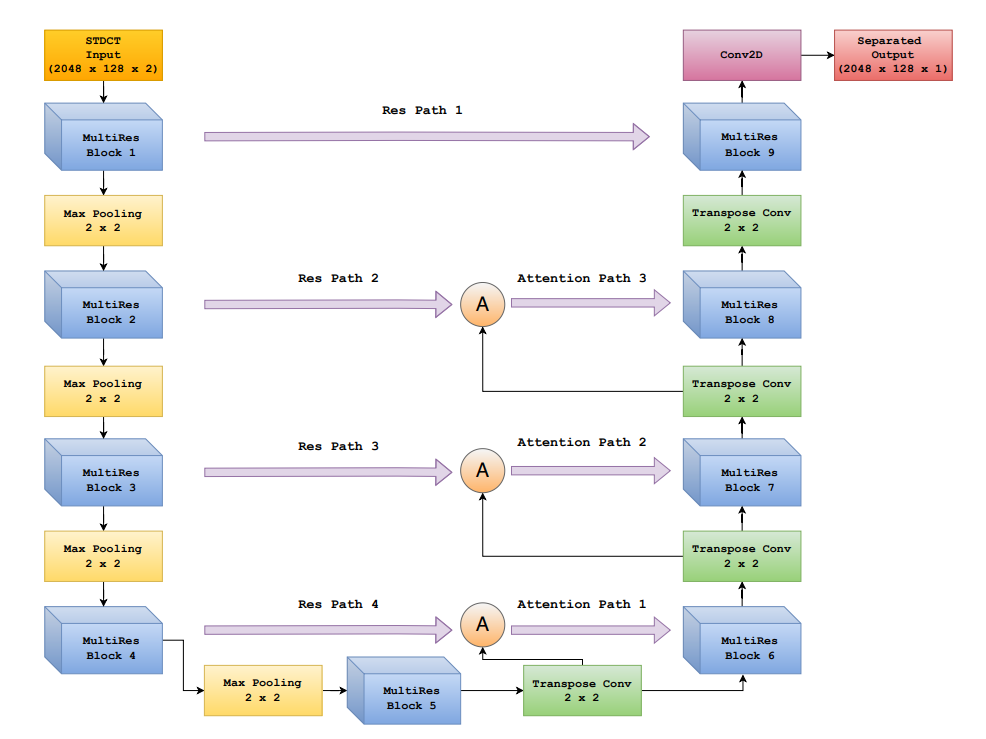 STDCT
Input
(2048 x 128 x 2)
Conv2D
Separated
Output
(2048 x 128 x 1)
Res Path 1
MultiRes
Block 1
MultiRes
Block 9
Max Pooling
2 x 2
Transpose Conv
2 x 2
Res Path 2
Attention Path 3
MultiRes
Block 2
A
MultiRes
Block 8
Max Pooling
2 x 2
Transpose Conv
2 x 2
Res Path 3
Attention Path 2
MultiRes
Block 3
A
MultiRes
Block 7
Max Pooling
2 x 2
Transpose Conv
2 x 2
Res Path 4
Attention Path 1
MultiRes
Block 4
A
MultiRes
Block 6
Max Pooling
2 x 2
MultiRes
Block 5
Transpose Conv
2 x 2